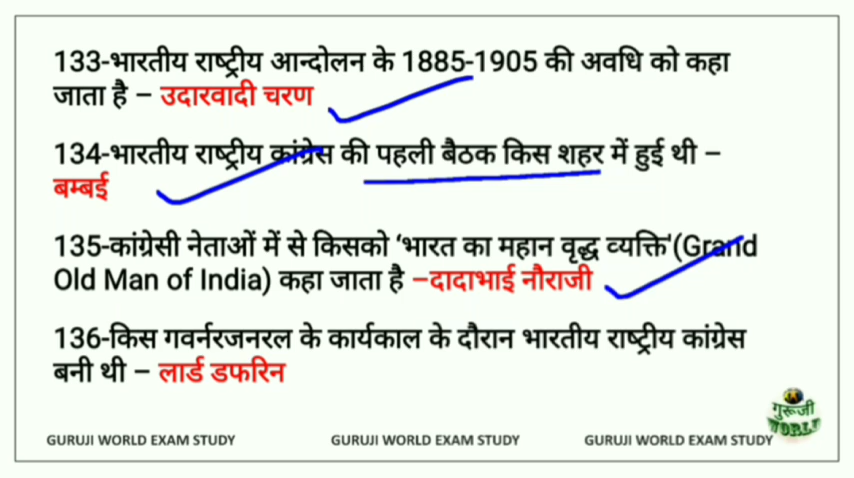 133-भारतीय राष्ट्रीय आन्दोलन के 1885-1905 की अवधि को कहा
जाता है – उदारवादी चरण
134-भारतीय राष्ट्रीय कांग्रेस की पहली बैठक किस शहर में हुई थी –
बम्बई
135-कांग्रेसी नेताओं में से किसको ‘भारत का महान वृद्ध व्यक्ति'(Grand
Old Man of India) कहा जाता है –दादाभाई नौराजी
136-किस गवर्नरजनरल के कार्यकाल के दौरान भारतीय राष्ट्रीय कांग्रेस
बनी थी – लार्ड डफरिन
गुरूजी
WORLD
GURUJI WORLD EXAM STUDY GURUJI WORLD EXAM STUDY GURUJI WORLD EXAM STUDY